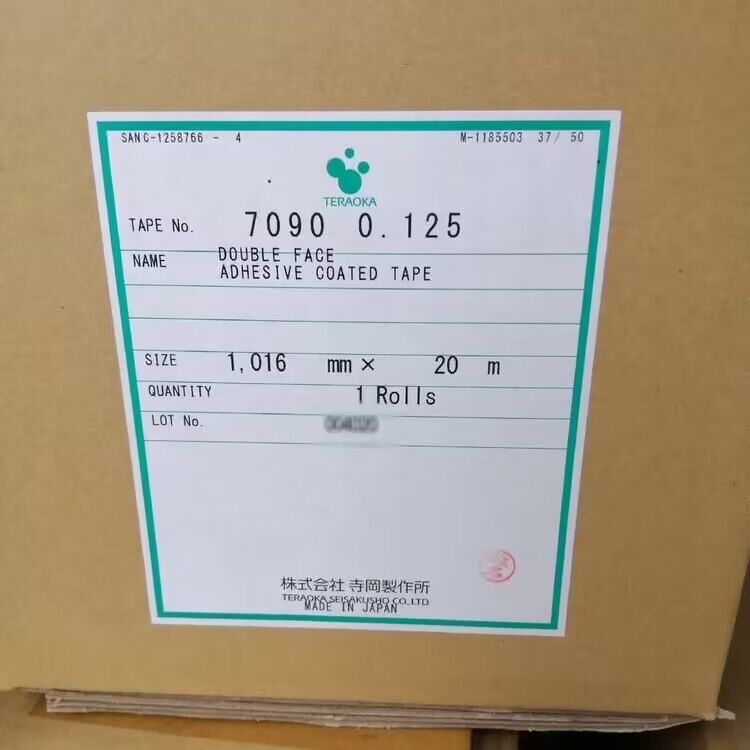 SANC-1258766 - 4
M-1185503 37/ 50
TERAOKA
TAPE No. 7090 0.125
NAME DOUBLE FACE
ADHESIVE COATED TAPE
SIZE 1,016 mm × 20 m
QUANTITY 1 Rolls
LOT No.
株式会社 寺岡製作所
TERAOKA SEISAKUSHO CO., LTD.
MADE IN JAPAN